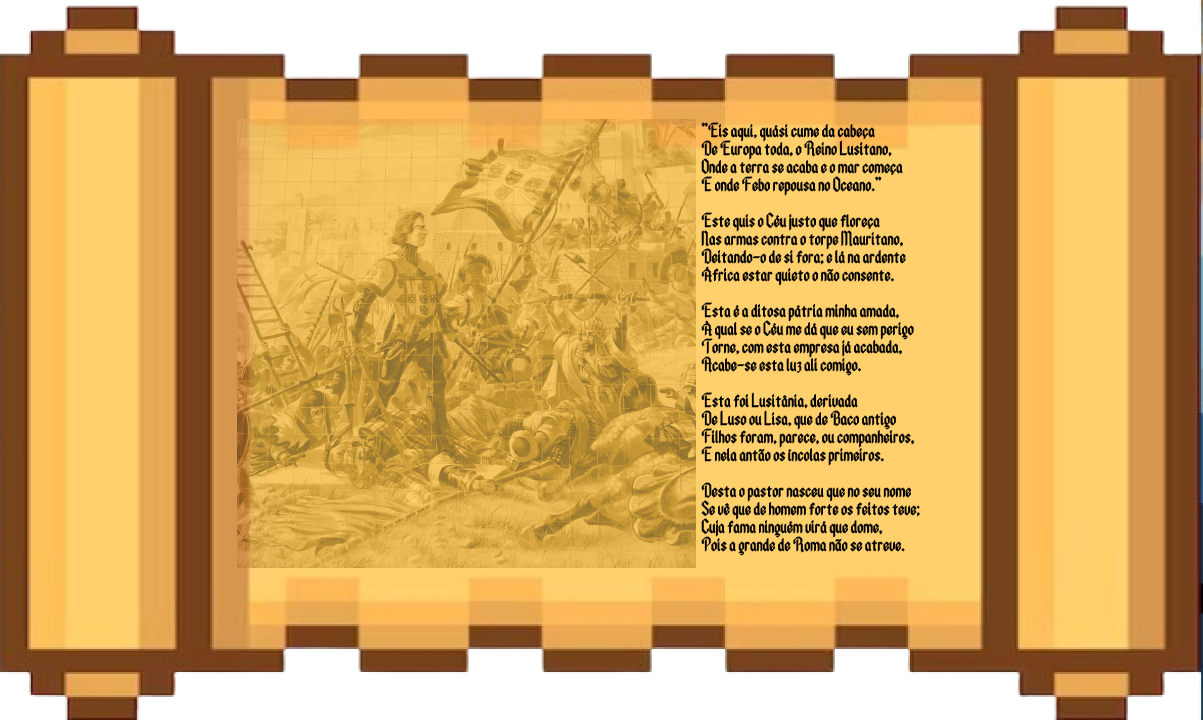 "Eis aqui, quási cume da cabeça
De Europa toda, o Reino Lusitano,
Onde a terra se acaba e o mar começa
E onde Febo repousa no Oceano."
Este quis o Céu justo que floreça
Nas armas contra o torpe Mauritano,
Deitando-o de si fora; e lá na ardente
África estar quieto o não consente.
Esta é a ditosa pátria minha amada,
À qual se o Céu me dá que eu sem perigo
Torne, com esta empresa já acabada,
Acabe-se esta luz ali comigo.
Esta foi Lusitânia, derivada
De Luso ou Lisa, que de Baco antigo
Filhos foram, parece, ou companheiros,
E nela antão os íncolas primeiros.
Desta o pastor nasceu que no seu nome
Se vê que de homem forte os feitos teve;
Cuja fama ninguém virá que dome,
Pois a grande de Roma não se atreve.